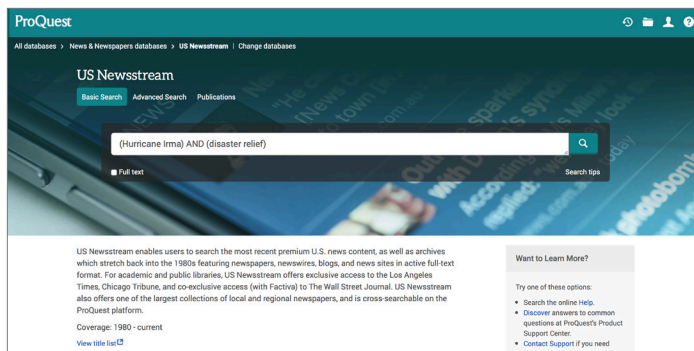 ProQuest
All databases > News & Newspapers databases > US Newsstream | Change databases
US Newsstream
Basic Search Advanced Search Publications
(Hurricane Irma) AND (disaster relief)
Full text
Search tips
US Newsstream enables users to search the most recent premium U.S. news content, as well as archives
which stretch back into the 1980s featuring newspapers, newswires, blogs, and news sites in active full-text
format. For academic and public libraries, US Newsstream offers exclusive access to the Los Angeles
Times, Chicago Tribune, and co-exclusive access (with Factiva) to The Wall Street Journal. US Newsstream
also offers one of the largest collections of local and regional newspapers, and is cross-searchable on the
ProQuest platform.
Coverage: 1980 - current
View title list
Want to Learn More?
Try one of these options:
• Search the online Help.
• Discover answers to common
questions at ProQuest's Product
Support Center.
• Contact Support if you need